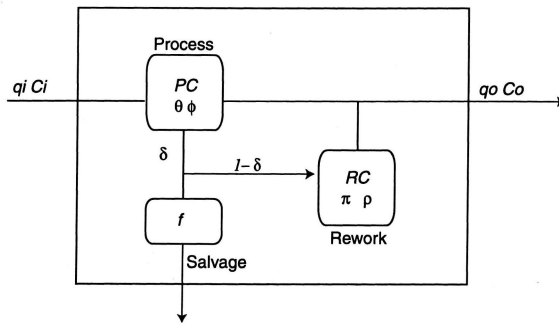 Process
qi Ci
PC
θ ϕ
qo Co
δ
1– δ
RC
π ρ
f
Rework
Salvage